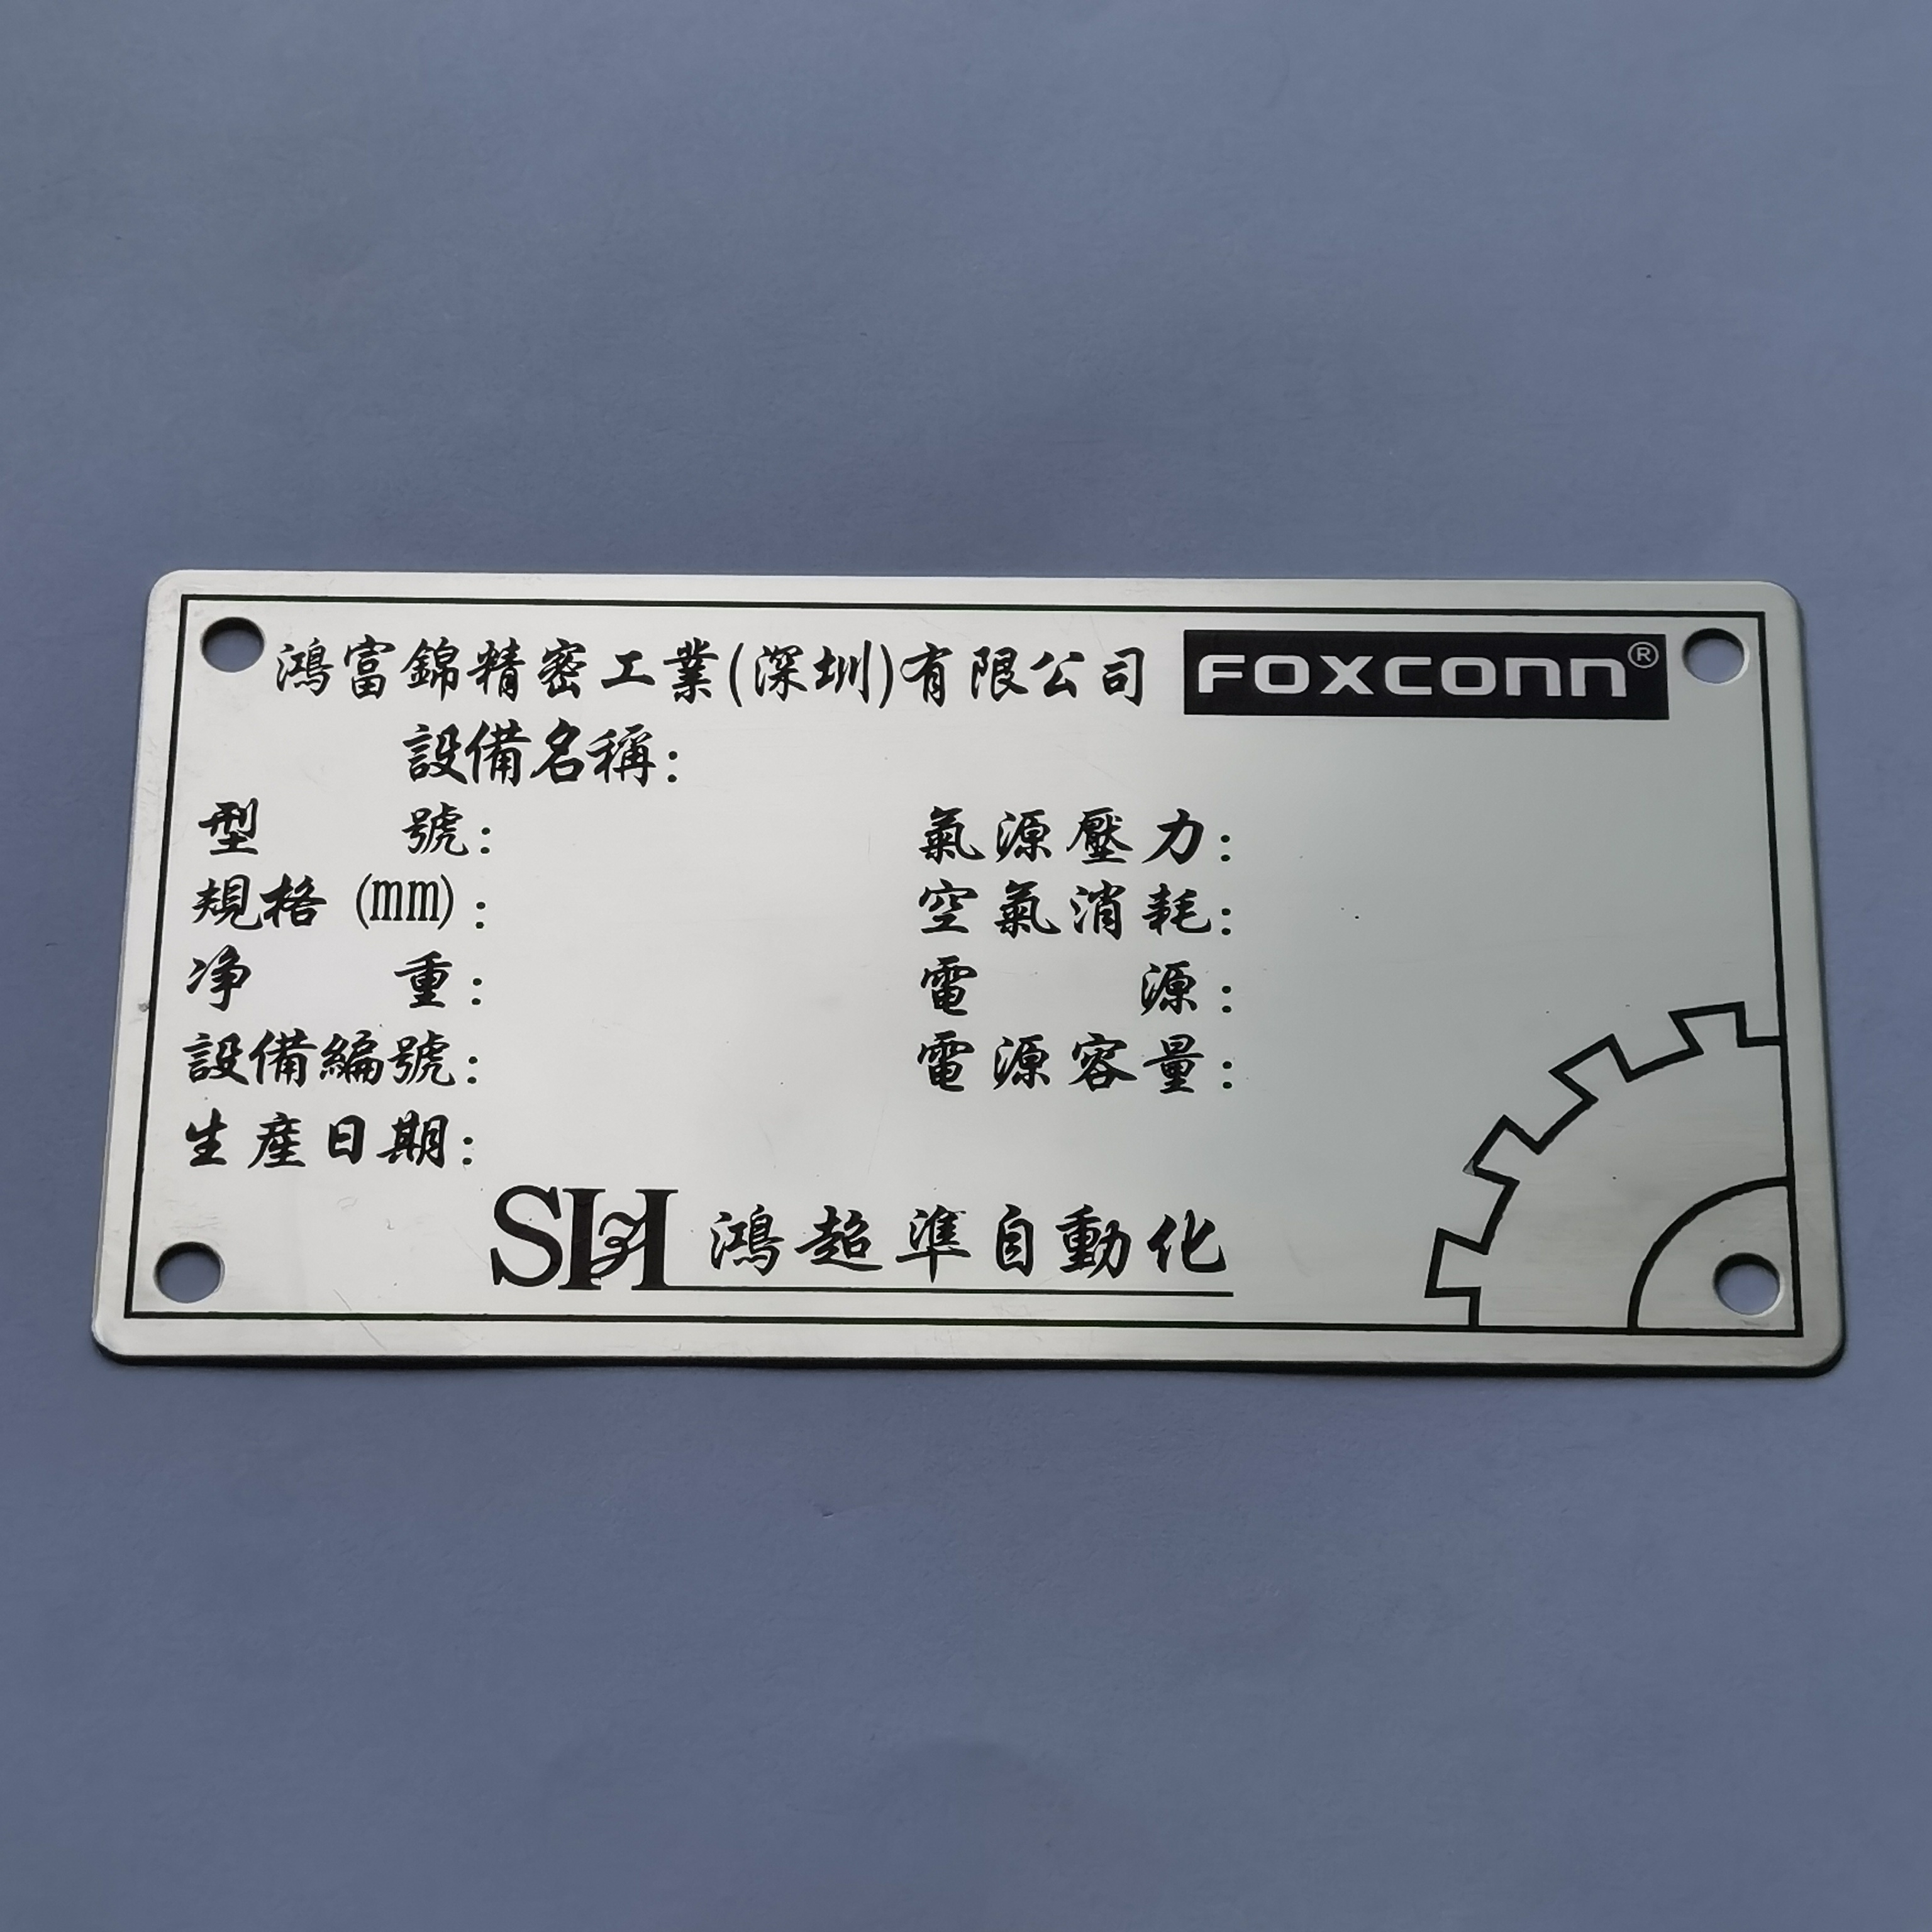 鴻富錦精密工業(深圳)有限公司 FOXCONN®
設備名稱:
型號:
規格(mm):
净重:
設備編號:
生產日期:
氣源壓力:
空氣消耗:
電源:
電源容量:
SH 鴻超準自動化